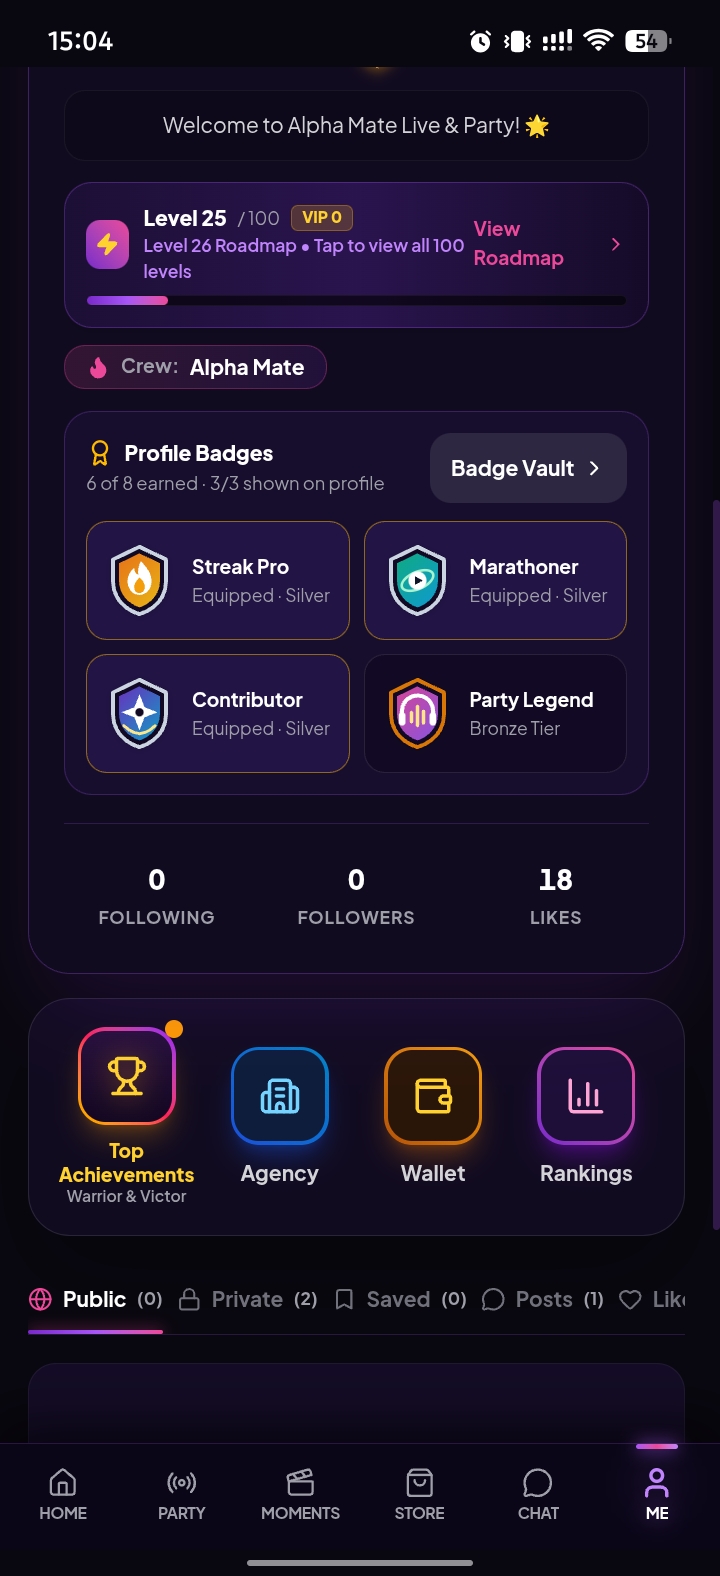 15:04
54
Welcome to Alpha Mate Live & Party! 🌟
Level 25 / 100 VIP 0
Level 26 Roadmap • Tap to view all 100
levels
View
Roadmap
Crew: Alpha Mate
Profile Badges
6 of 8 earned · 3/3 shown on profile
Badge Vault
Streak Pro
Equipped · Silver
Marathoner
Equipped · Silver
Contributor
Equipped · Silver
Party Legend
Bronze Tier
0
FOLLOWING
0
FOLLOWERS
18
LIKES
Top
Achievements
Warrior & Victor
Agency
Wallet
Rankings
Public (0) Private (2) Saved (0) Posts (1) Lik
HOME
PARTY
MOMENTS
STORE
CHAT
ME